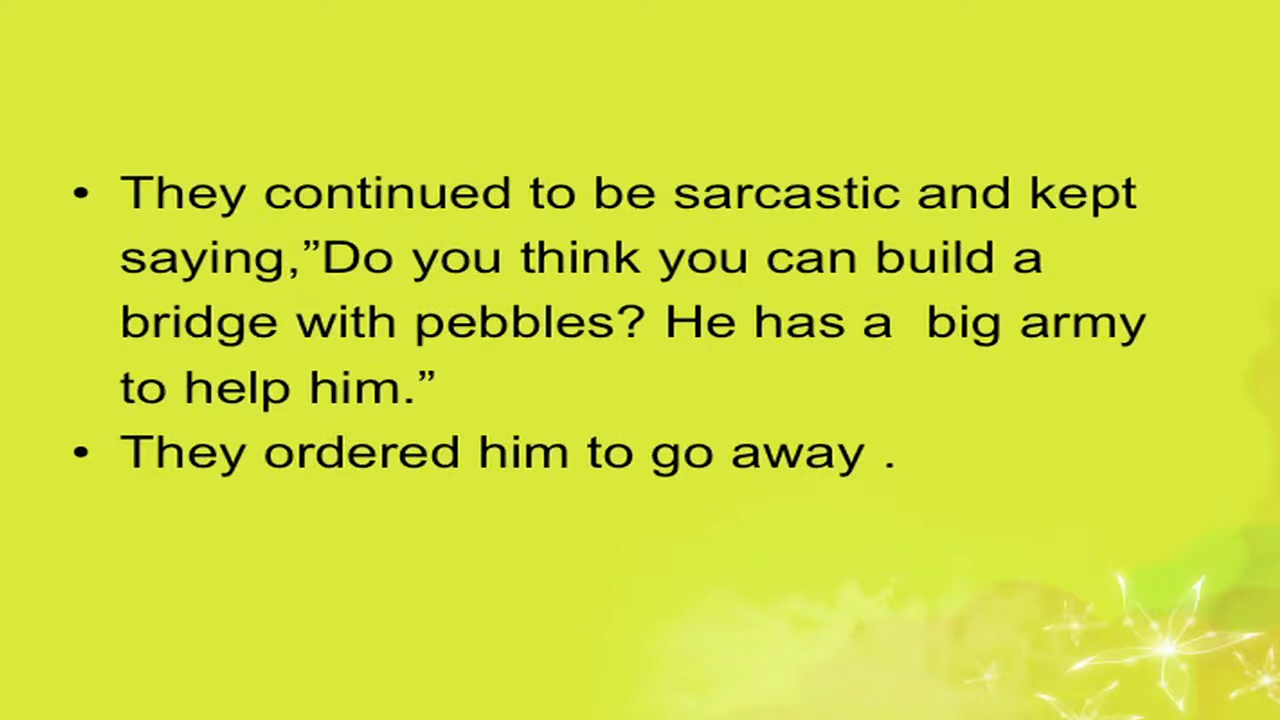 • They continued to be sarcastic and kept
saying,”Do you think you can build a
bridge with pebbles? He has a  big army
to help him.”
• They ordered him to go away .